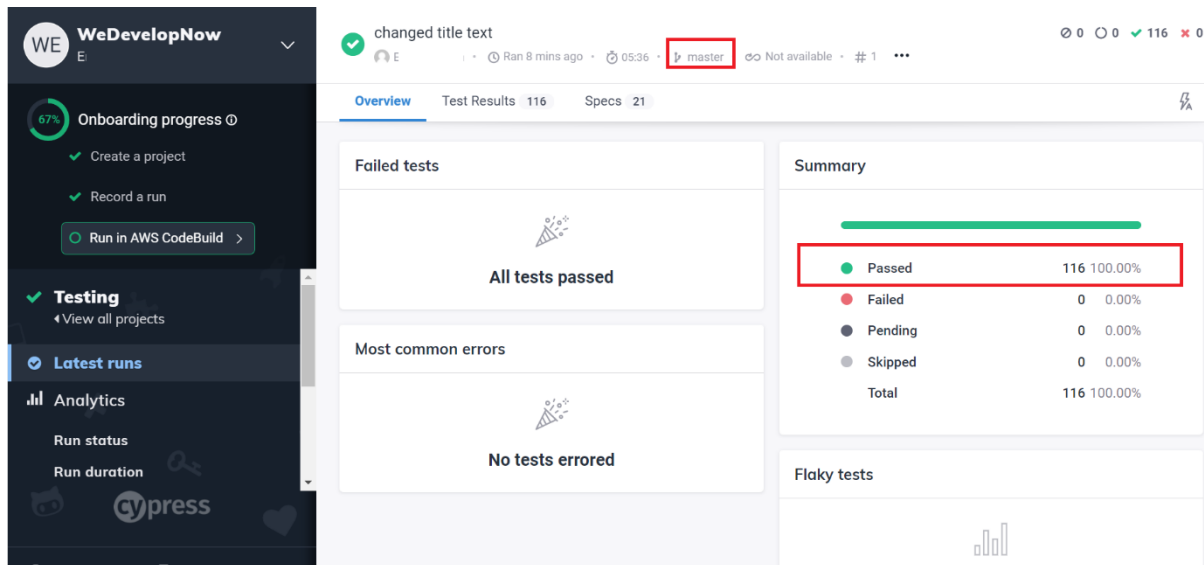 WE
WeDevelopNow
E
67%
Onboarding progress
Create a project
Record a run
Run in AWS CodeBuild >
Testing
View all projects
Latest runs
Analytics
Run status
Run duration
cypress
changed title text
E · Ran 8 mins ago · 05:36 · master · Not available · # 1 •••
0 0 116 0
Overview Test Results 116 Specs 21
Failed tests
All tests passed
Most common errors
No tests errored
Summary
Passed 116 100.00%
Failed 0 0.00%
Pending 0 0.00%
Skipped 0 0.00%
Total 116 100.00%
Flaky tests